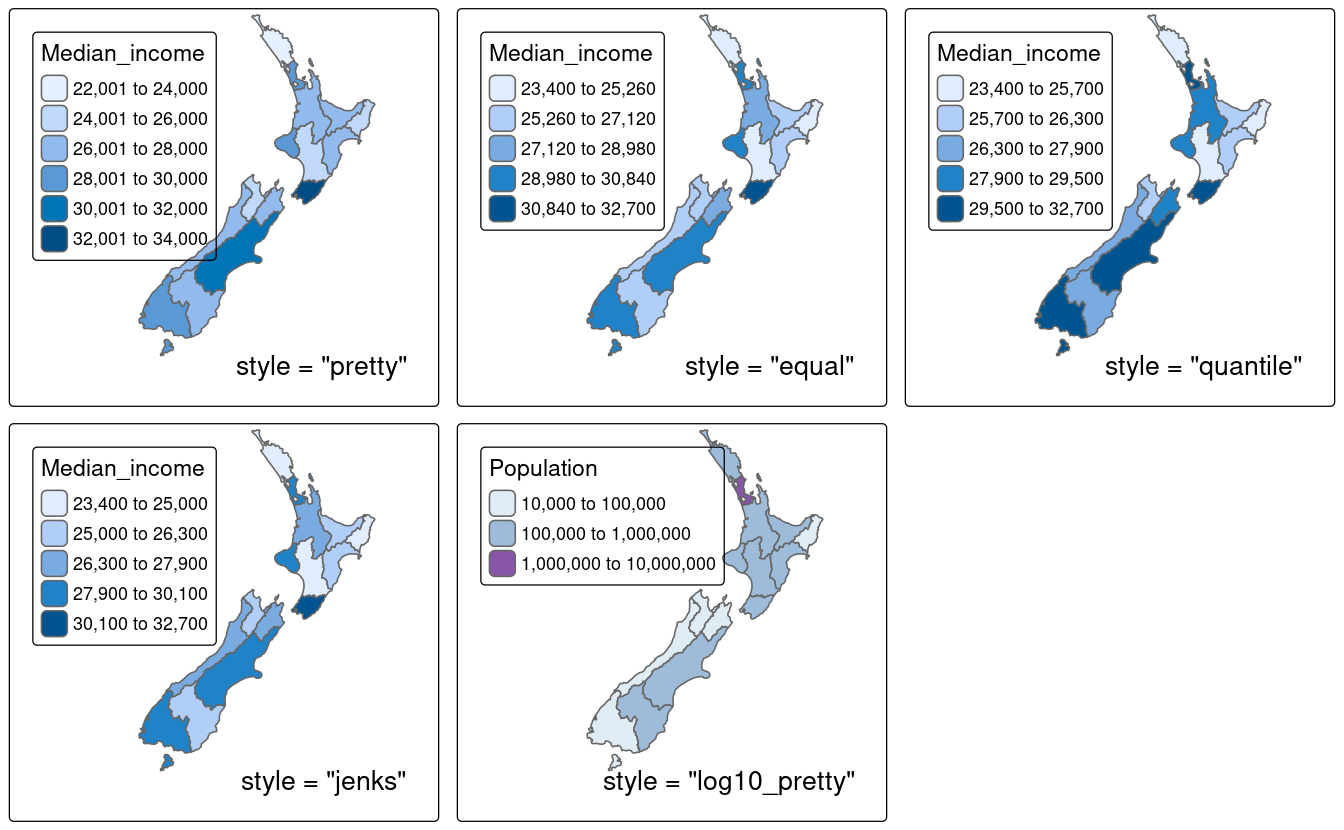 Median_income
22,001 to 24,000
24,001 to 26,000
26,001 to 28,000
28,001 to 30,000
30,001 to 32,000
32,001 to 34,000
style = "pretty"
Median_income
23,400 to 25,260
25,260 to 27,120
27,120 to 28,980
28,980 to 30,840
30,840 to 32,700
style = "equal"
Median_income
23,400 to 25,700
25,700 to 26,300
26,300 to 27,900
27,900 to 29,500
29,500 to 32,700
style = "quantile"
Median_income
23,400 to 25,000
25,000 to 26,300
26,300 to 27,900
27,900 to 30,100
30,100 to 32,700
style = "jenks"
Population
10,000 to 100,000
100,000 to 1,000,000
1,000,000 to 10,000,000
style = "log10_pretty"